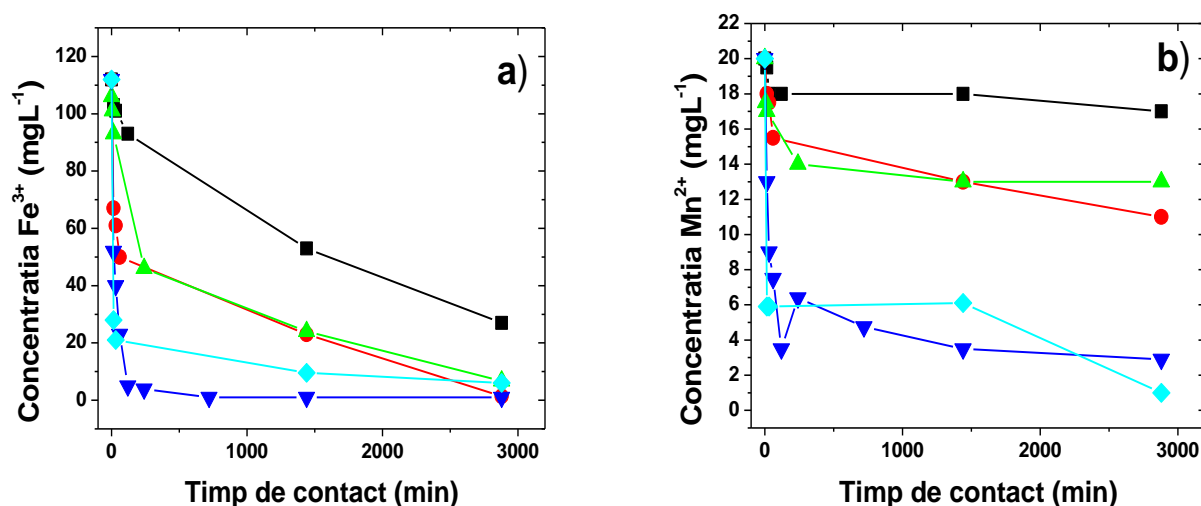 a)
Concentratia Fe³⁺ (mgL⁻¹)
120
100
80
60
40
20
0
0 1000 2000 3000
Timp de contact (min)
b)
Concentratia Mn²⁺ (mgL⁻¹)
20
18
16
14
12
10
8
6
4
2
0
0 1000 2000 3000
Timp de contact (min)